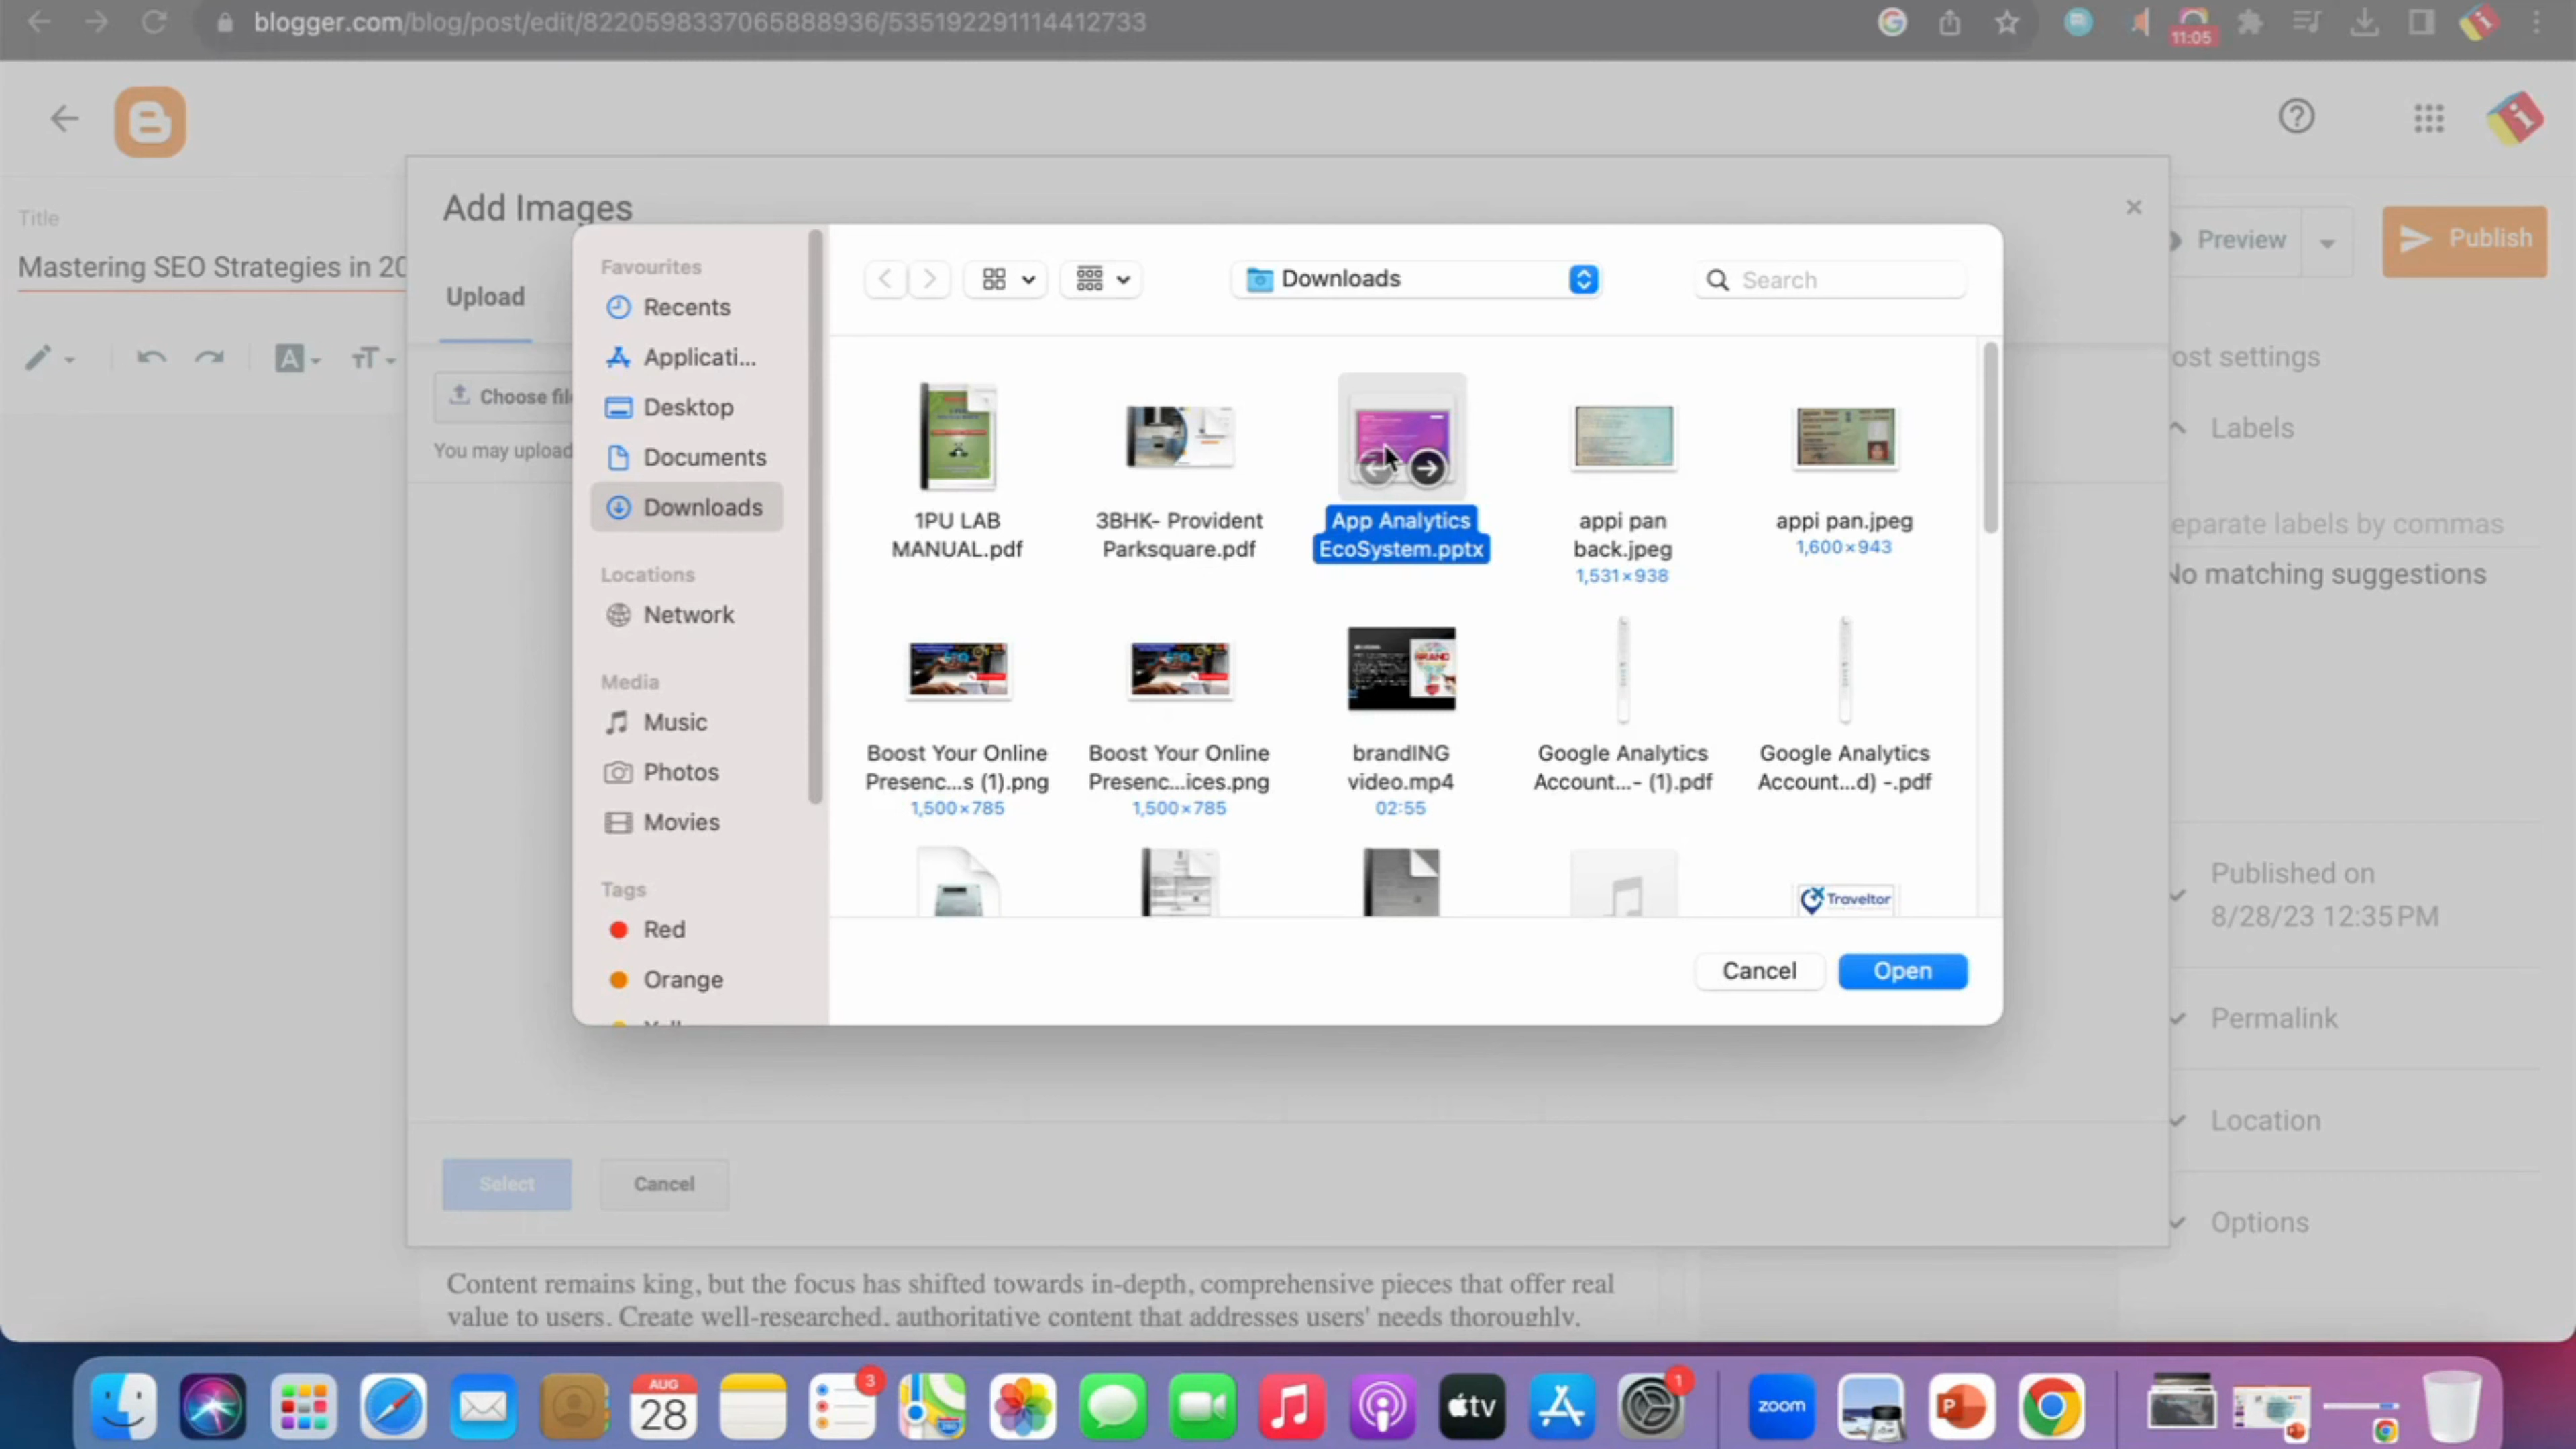 blogger.com/blog/post/edit/8220598337065888936/535192291114412733
11:05
Title
Mastering SEO Strategies in 20
Add Images
Preview
Publish
Upload
Choose fil
You may upload
Favourites
Recents
Applicati...
Desktop
Documents
Downloads
Locations
Network
Media
Music
Photos
Movies
Tags
Red
Orange
Downloads
Search
1PU LAB
MANUAL.pdf
3BHK- Provident
Parksquare.pdf
App Analytics
EcoSystem.pptx
appi pan
back.jpeg
1,531×938
appi pan.jpeg
1,600×943
Boost Your Online
Presenc...s (1).png
1,500×785
Boost Your Online
Presenc...ices.png
1,500×785
brandING
video.mp4
02:55
Google Analytics
Account...- (1).pdf
Google Analytics
Account...d) -.pdf
Traveltor
Cancel
Open
ost settings
Labels
eparate labels by commas
No matching suggestions
Published on
8/28/23 12:35 PM
Permalink
Location
Options
Select
Cancel
Content remains king, but the focus has shifted towards in-depth, comprehensive pieces that offer real
value to users. Create well-researched, authoritative content that addresses users' needs thoroughly.
AUG
28
3
tv
1
zoom